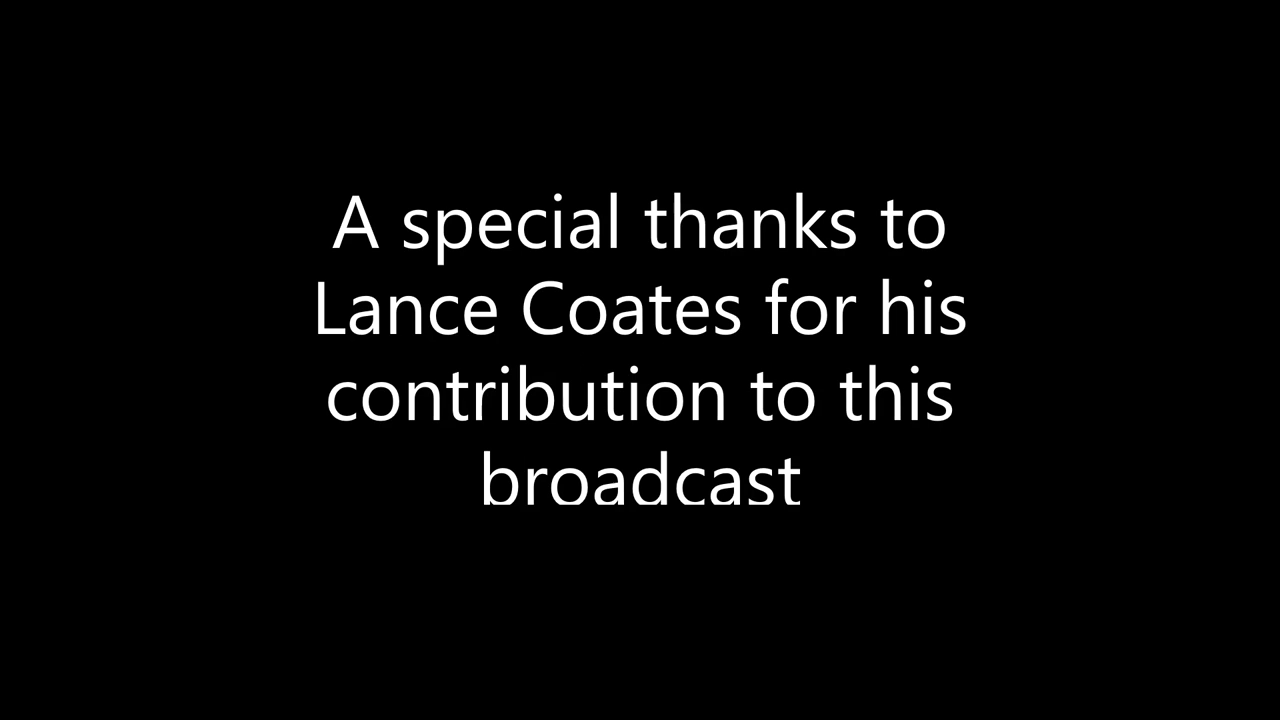 A special thanks to
Lance Coates for his
contribution to this
broadcast